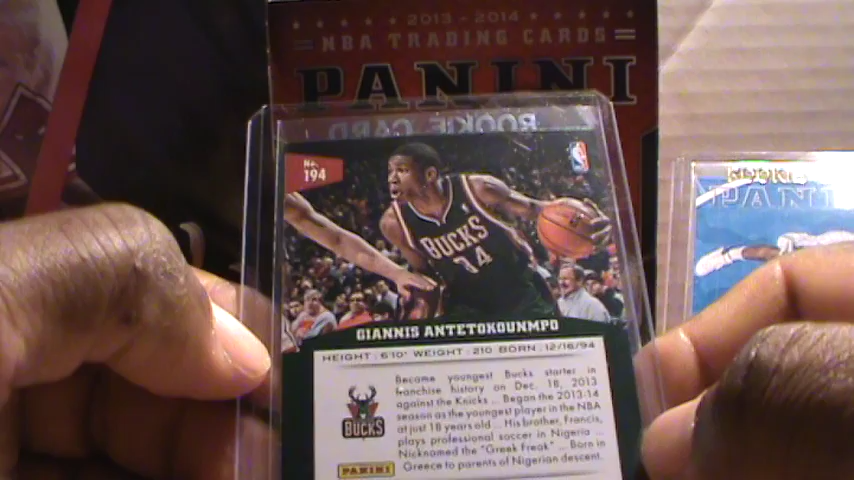 2013 - 2014
NBA TRADING CARDS
PANINI
ROOKIE CARD
194
BUCKS
34
GIANNIS ANTETOKOUNMPO
HEIGHT: 6'10" WEIGHT: 210 BORN: 12/16/94
Became youngest Bucks starter in
franchise history on Dec. 18, 2013
against the Knicks ... Began the 2013-14
season as the youngest player in the NBA
at just 18 years old ... His brother, Francis,
plays professional soccer in Nigeria ...
Nicknamed the "Greek Freak" ... Born in
Greece to parents of Nigerian descent.
BUCKS
PANINI
PANINI